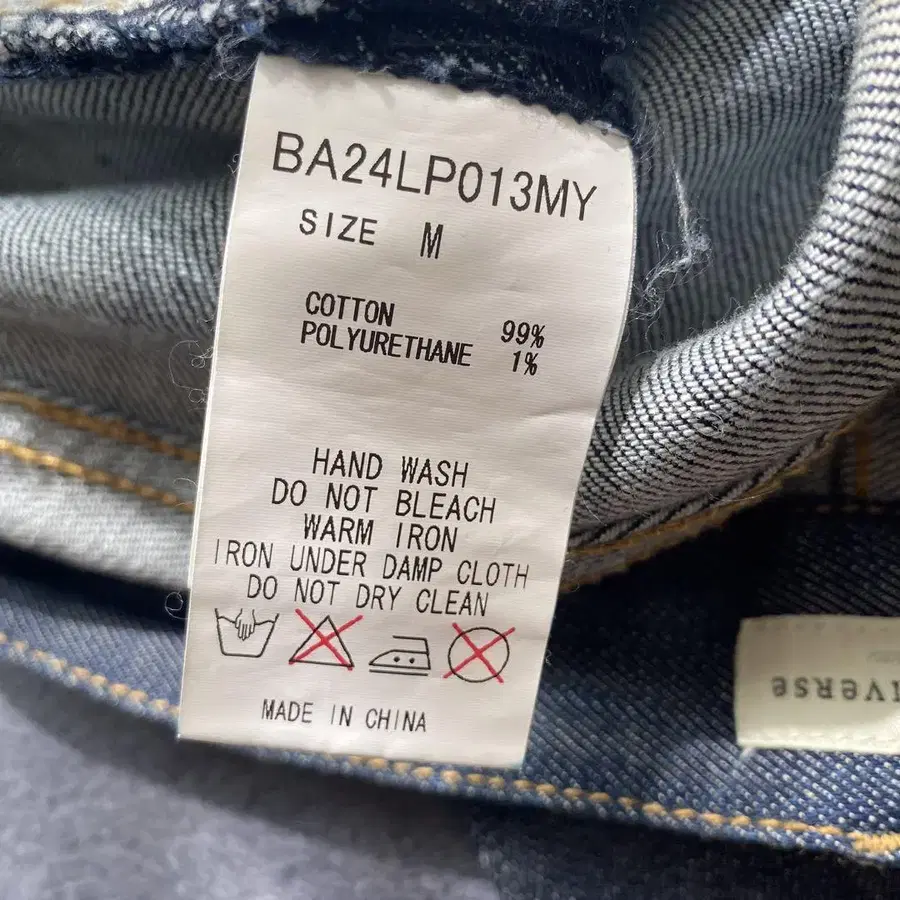 BA24LP013MY
SIZE M
COTTON 99%
POLYURETHANE 1%
HAND WASH
DO NOT BLEACH
WARM IRON
IRON UNDER DAMP CLOTH
DO NOT DRY CLEAN
MADE IN CHINA